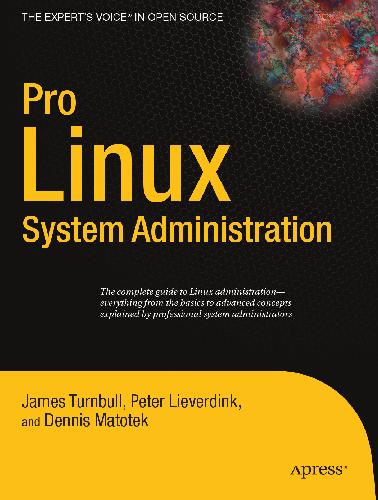 THE EXPERT'S VOICE® IN OPEN SOURCE
Pro
Linux
System Administration
The complete guide to Linux administration—
everything from the basics to advanced concepts
explained by professional system administrators
James Turnbull, Peter Lieverdink,
and Dennis Matotek
Apress®